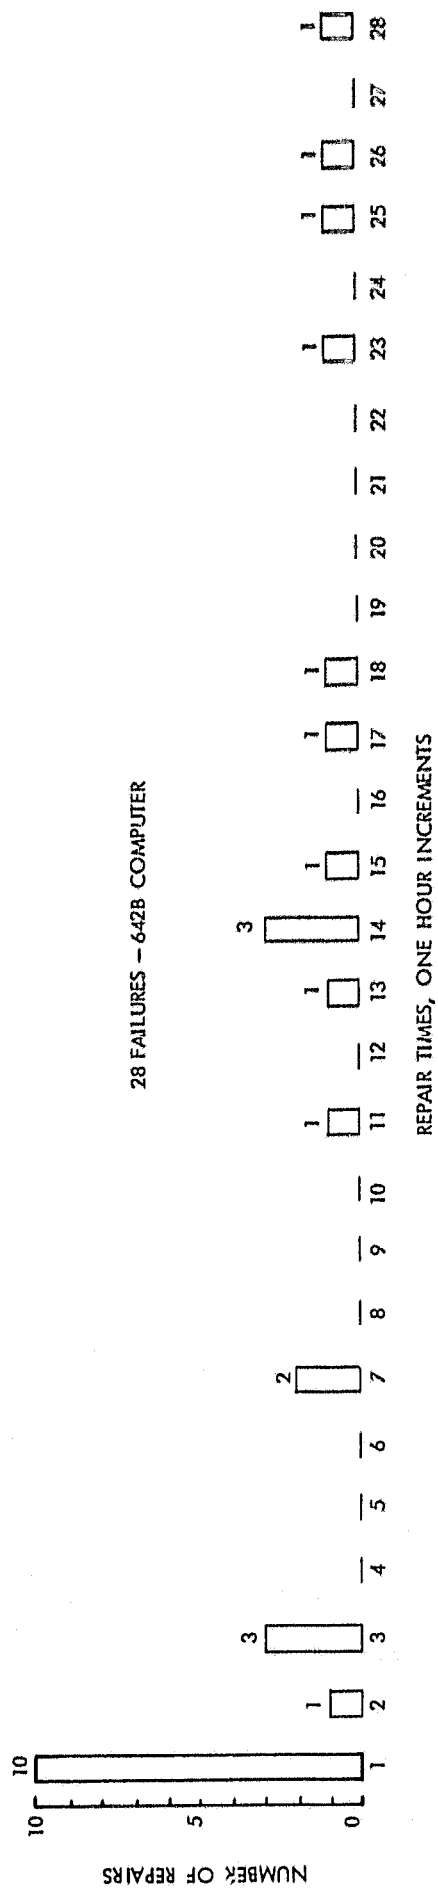 28 FAILURES – 642B COMPUTER
NUMBER OF REPAIRS
10
5
0
10 1 3 2 1 1 3 1 1 1 1 1 1 1
1 2 3 4 5 6 7 8 9 10 11 12 13 14 15 16 17 18 19 20 21 22 23 24 25 26 27 28
REPAIR TIMES, ONE HOUR INCREMENTS